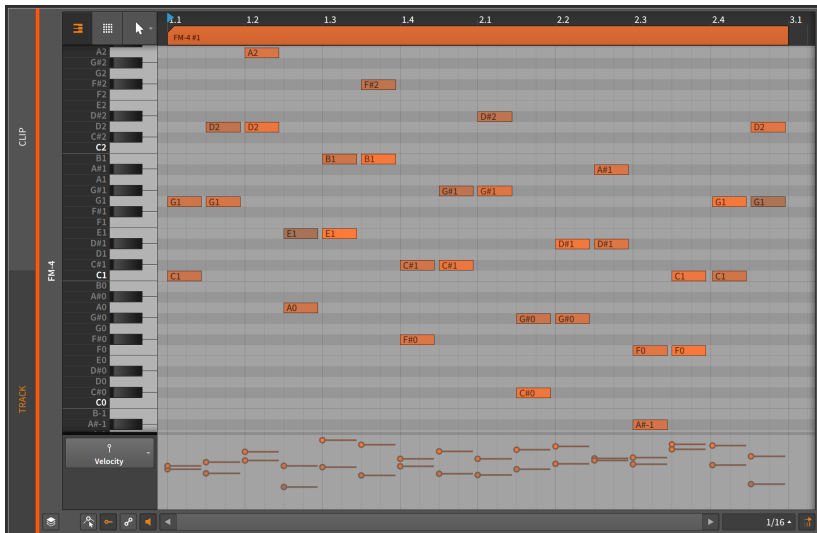 1.1 1.2 1.3 1.4 2.1 2.2 2.3 2.4 3.1
FM-4 #1
CLIP
TRACK
FM-4
A2 A2
G#2
G2
F#2 F#2
F2
E2
D#2 D#2
D2 D2 D2 D2
C#2
C2
B1 B1 B1
A#1 A#1
A1
G#1 G#1 G#1
G1 G1 G1 G1 G1
F#1
F1
E1 E1 E1
D#1 D#1 D#1
D1
C#1 C#1 C#1
C1 C1 C1 C1
B0
A#0
A0 A0
G#0 G#0 G#0
G0
F#0 F#0
F0 F0 F0
E0
D#0
D0
C#0 C#0
C0
B-1
A#-1 A#-1
Velocity
1/16